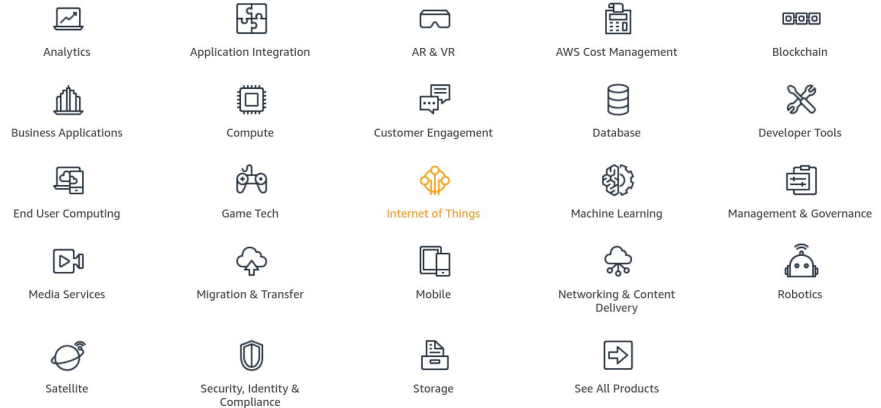 Analytics
Application Integration
AR & VR
AWS Cost Management
Blockchain
Business Applications
Compute
Customer Engagement
Database
Developer Tools
End User Computing
Game Tech
Internet of Things
Machine Learning
Management & Governance
Media Services
Migration & Transfer
Mobile
Networking & Content
Delivery
Robotics
Satellite
Security, Identity &
Compliance
Storage
See All Products